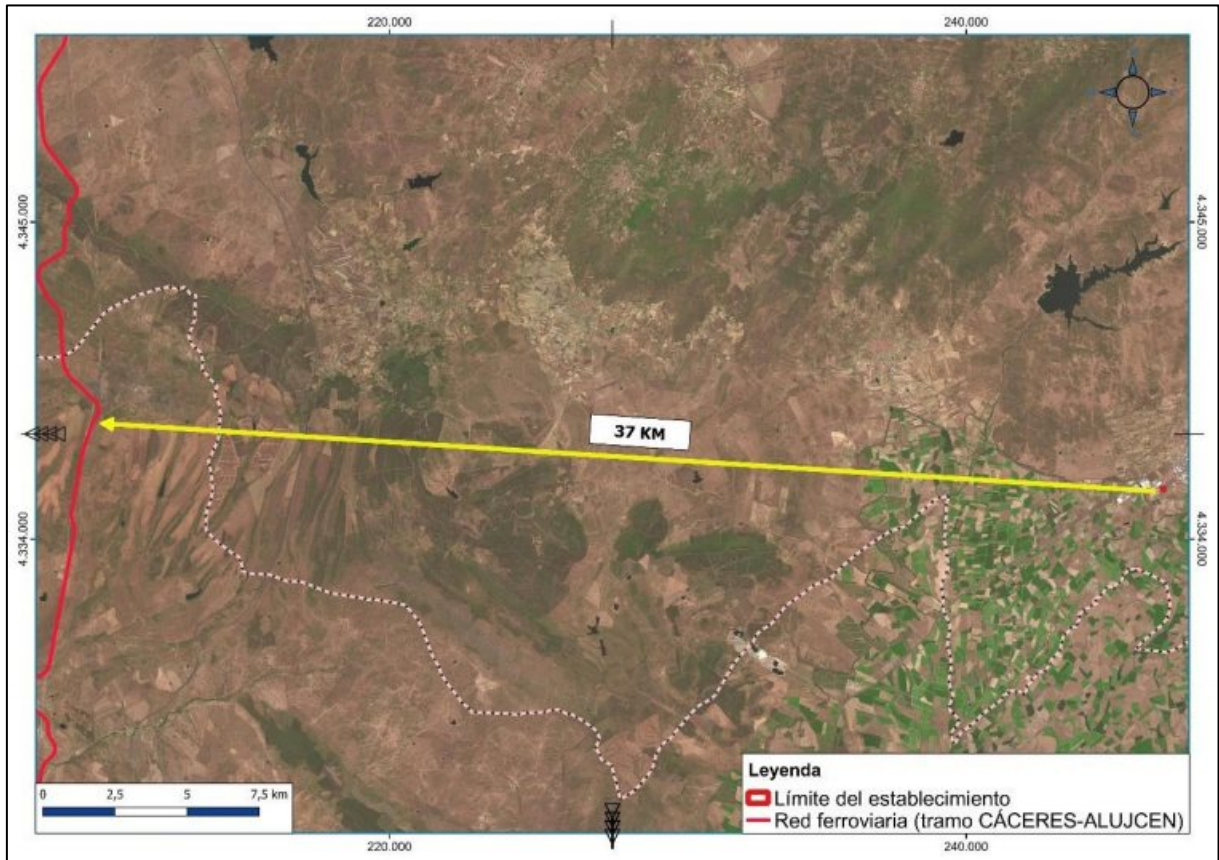 220.000
240.000
4.345.000
4.345.000
37 KM
4.334.000
4.334.000
Leyenda
Límite del establecimiento
Red ferroviaria (tramo CÁCERES-ALUJCEN)
0
2,5
5
7,5 km
220.000
240.000